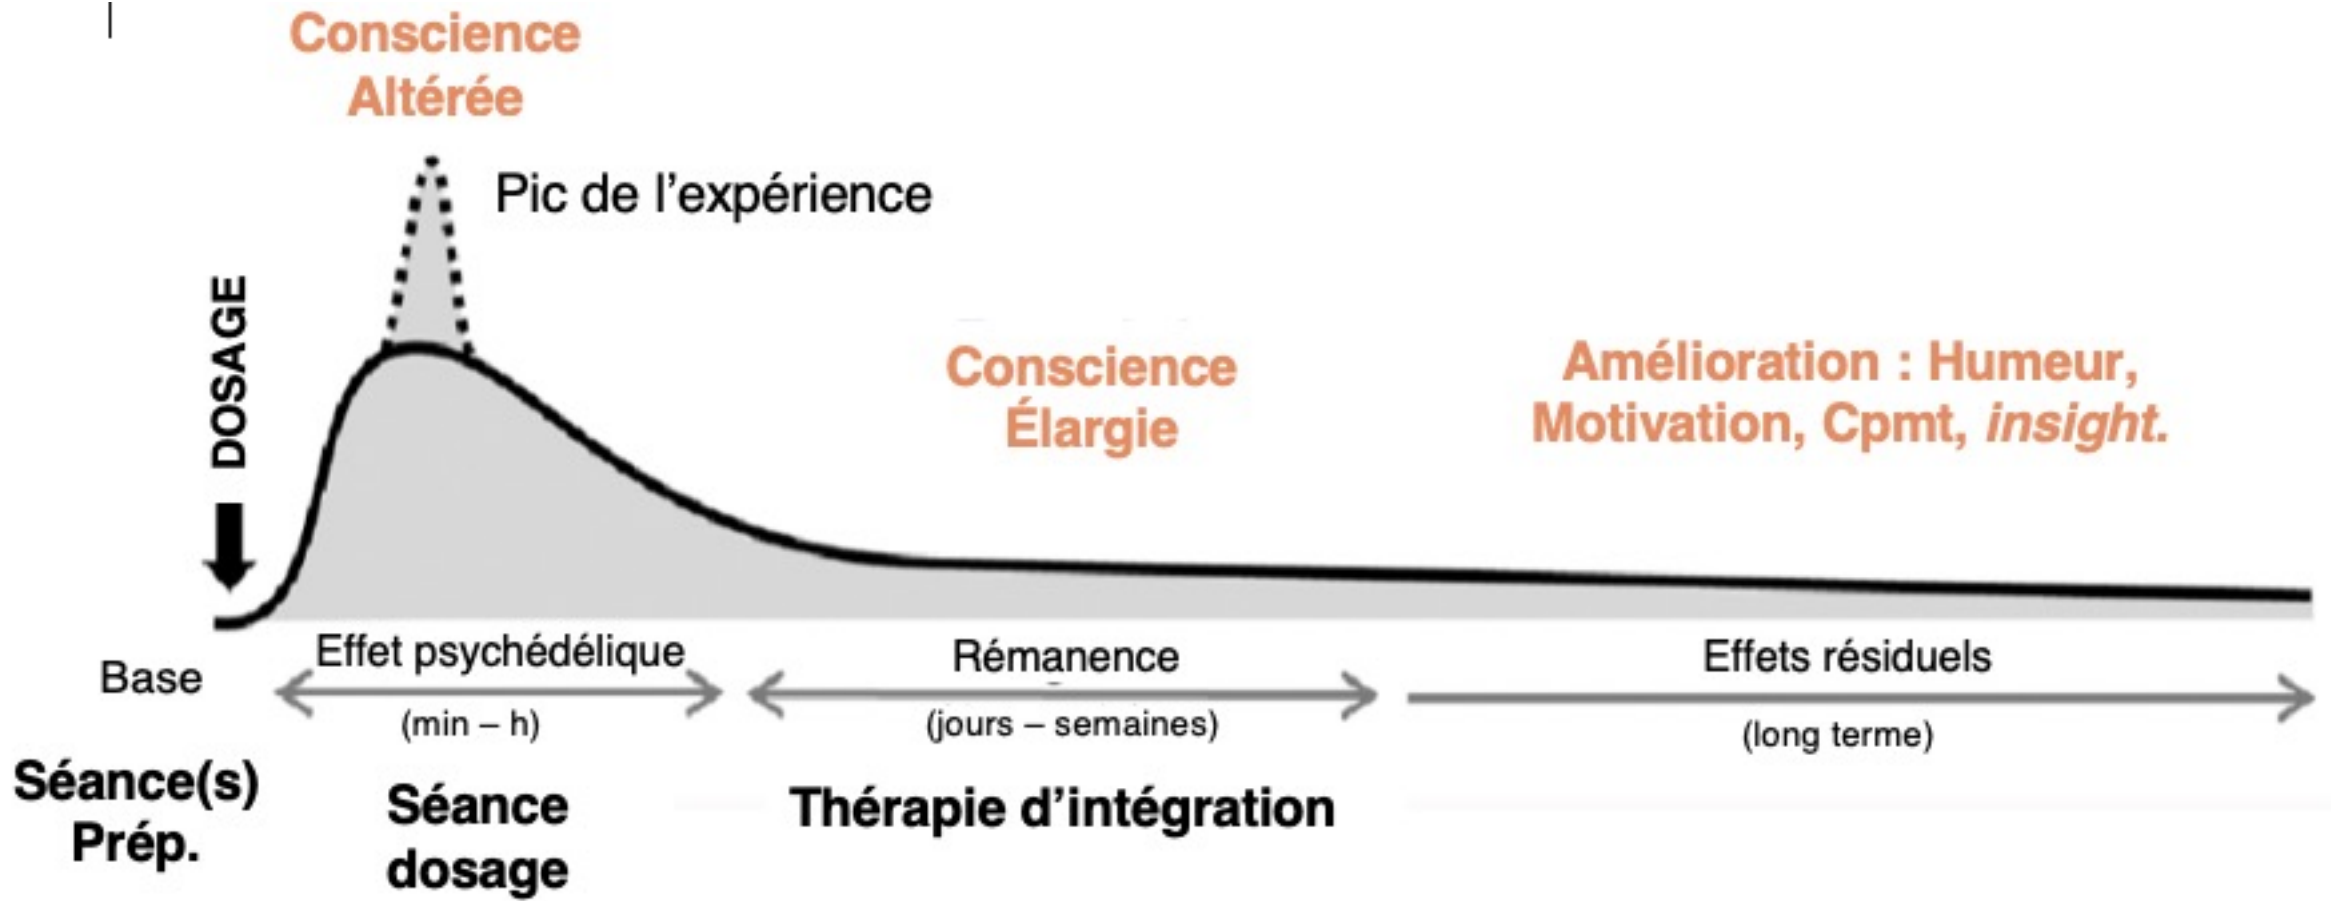 Conscience
Altérée
Pic de l'expérience
DOSAGE
Conscience
Élargie
Amélioration : Humeur,
Motivation, Cpmt, insight.
Base
Effet psychédélique
(min – h)
Rémanence
(jours – semaines)
Effets résiduels
(long terme)
Séance(s)
Prép.
Séance
dosage
Thérapie d'intégration